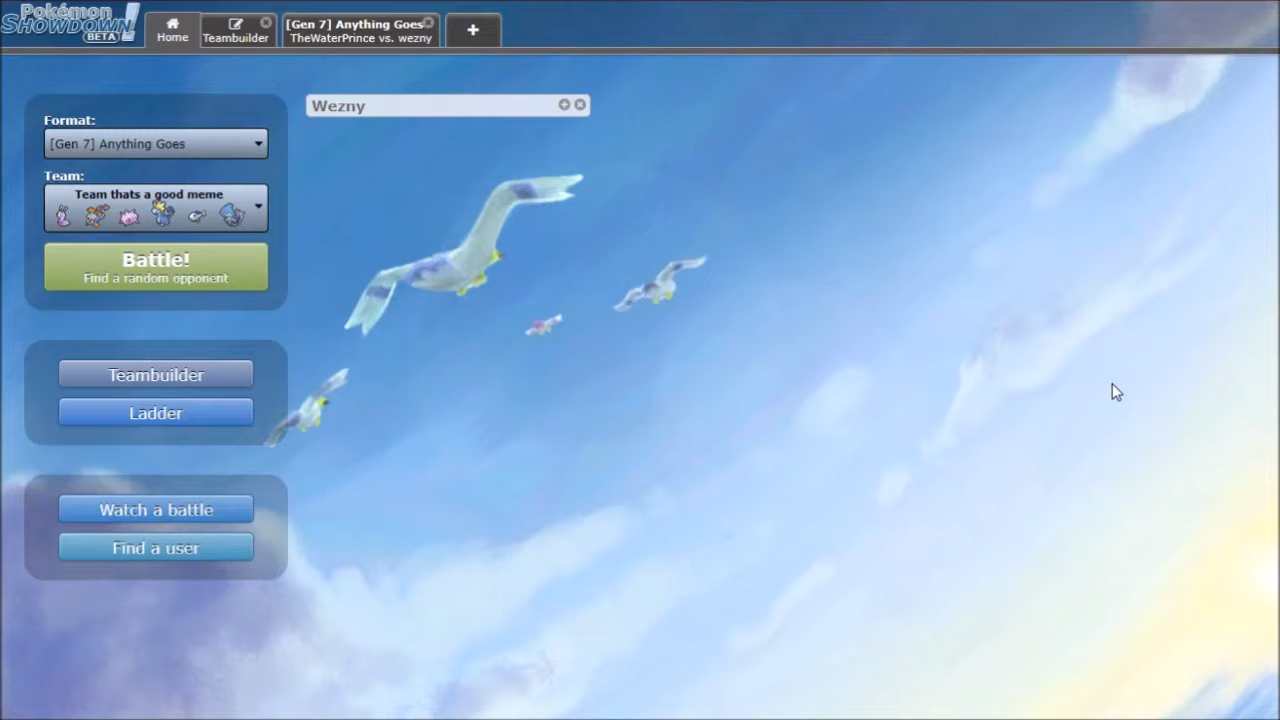 Pokémon
SHOWDOWN!
BETA
Home
Teambuilder
[Gen 7] Anything Goes
TheWaterPrince vs. wezny
Format:
[Gen 7] Anything Goes
Team:
Team thats a good meme
Battle!
Find a random opponent
Teambuilder
Ladder
Watch a battle
Find a user
Wezny